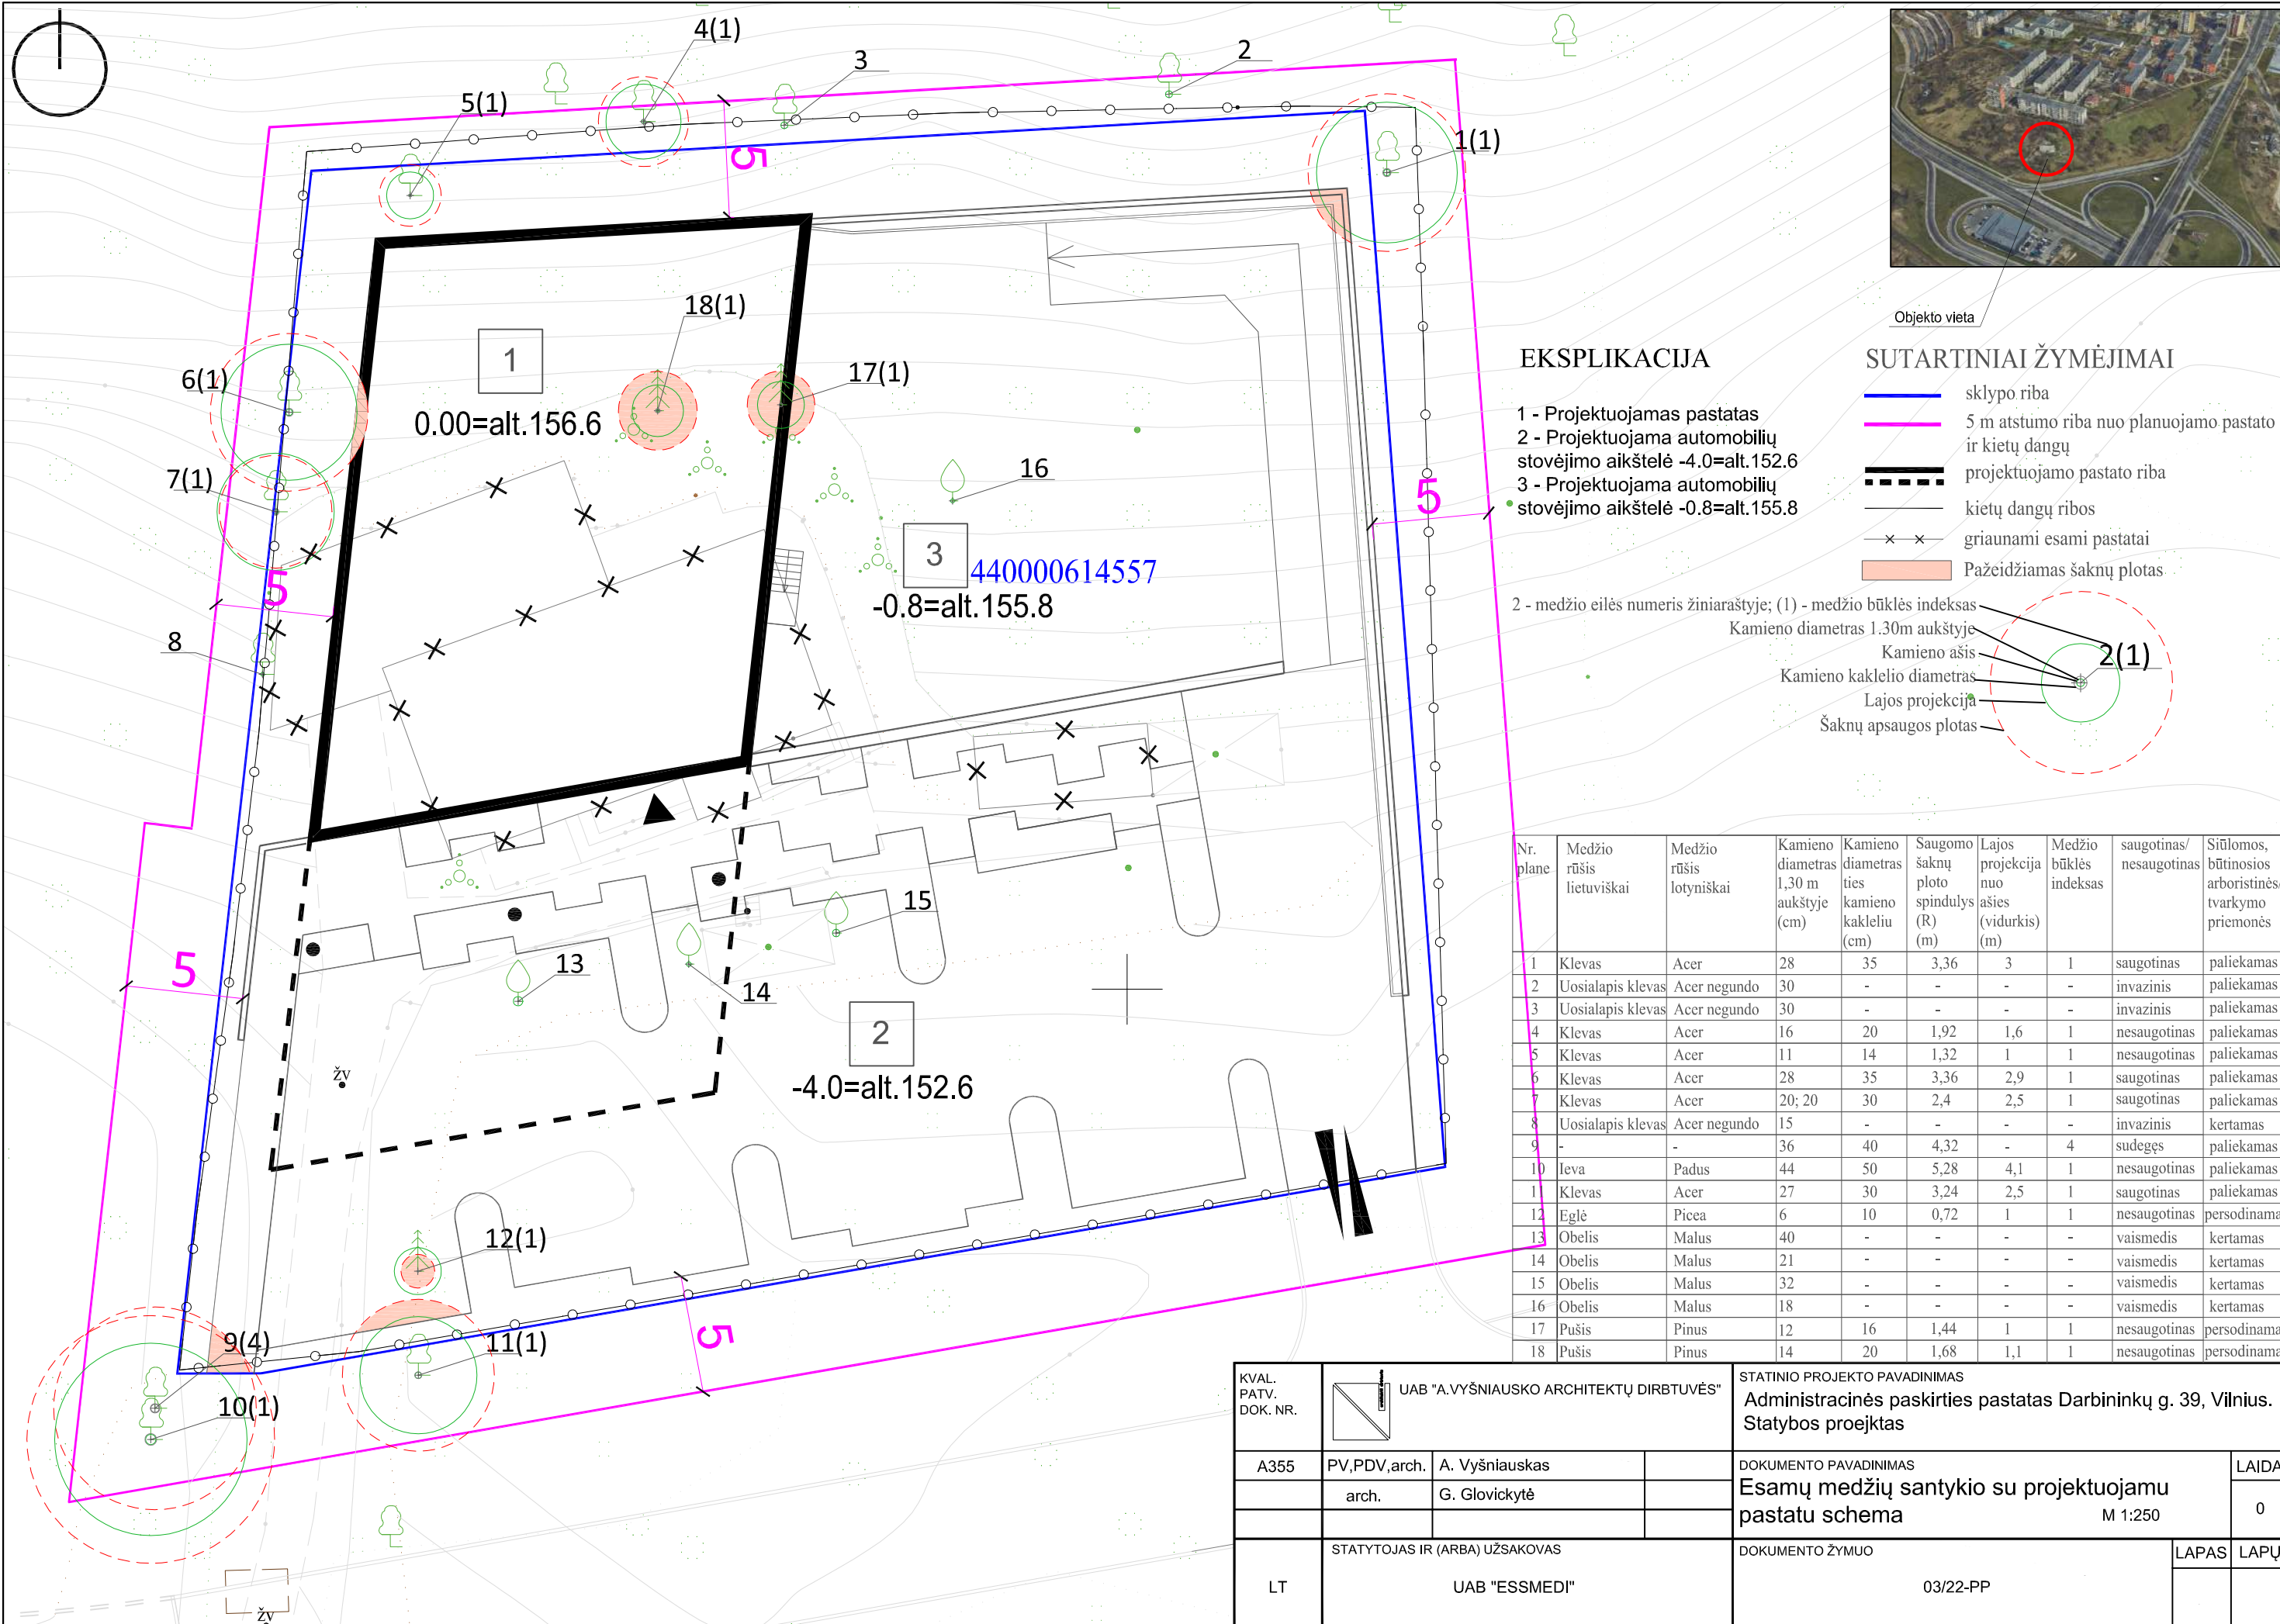 4(1)
3
2
5(1)
1(1)
5
18(1)
17(1)
1
0.00=alt.156.6
6(1)
7(1)
16
5
3
440000614557
-0.8=alt.155.8
5
8
15
13
14
5
2
-4.0=alt.152.6
žv
12(1)
9(4)
11(1)
5
10(1)
žv
Objekto vieta
EKSPLIKACIJA
1 - Projektuojamas pastatas
2 - Projektuojama automobilių
stovėjimo aikštelė -4.0=alt.152.6
3 - Projektuojama automobilių
stovėjimo aikštelė -0.8=alt.155.8
SUTARTINIAI ŽYMĖJIMAI
sklypo riba
5 m atstumo riba nuo planuojamo pastato
ir kietų dangų
projektuojamo pastato riba
kietų dangų ribos
griaunami esami pastatai
Pažeidžiamas šaknų plotas
2 - medžio eilės numeris žiniaraštyje; (1) - medžio būklės indeksas
Kamieno diametras 1.30m aukštyje
Kamieno ašis
2(1)
Kamieno kaklelio diametras
Lajos projekcija
Šaknų apsaugos plotas
Nr. plane | Medžio rūšis lietuviškai | Medžio rūšis lotyniškai | Kamieno diametras 1,30 m aukštyje (cm) | Kamieno diametras ties kamieno kakleliu (cm) | Saugomo šaknų ploto spindulys (R) (m) | Lajos projekcija nuo ašies (vidurkis) (m) | Medžio būklės indeksas | saugotinas/ nesaugotinas | Siūlomos, būtinosios arboristinės/ tvarkymo priemonės
1 Klevas Acer 28 35 3,36 3 1 saugotinas paliekamas
2 Uosialapis klevas Acer negundo 30 - - - - invazinis paliekamas
3 Uosialapis klevas Acer negundo 30 - - - - invazinis paliekamas
4 Klevas Acer 16 20 1,92 1,6 1 nesaugotinas paliekamas
5 Klevas Acer 11 14 1,32 1 1 nesaugotinas paliekamas
6 Klevas Acer 28 35 3,36 2,9 1 saugotinas paliekamas
7 Klevas Acer 20; 20 30 2,4 2,5 1 saugotinas paliekamas
8 Uosialapis klevas Acer negundo 15 - - - - invazinis kertamas
9 - - 36 40 4,32 - 4 sudegęs paliekamas
10 Ieva Padus 44 50 5,28 4,1 1 nesaugotinas paliekamas
11 Klevas Acer 27 30 3,24 2,5 1 saugotinas paliekamas
12 Eglė Picea 6 10 0,72 1 1 nesaugotinas persodinama
13 Obelis Malus 40 - - - - vaismedis kertamas
14 Obelis Malus 21 - - - - vaismedis kertamas
15 Obelis Malus 32 - - - - vaismedis kertamas
16 Obelis Malus 18 - - - - vaismedis kertamas
17 Pušis Pinus 12 16 1,44 1 1 nesaugotinas persodinama
18 Pušis Pinus 14 20 1,68 1,1 1 nesaugotinas persodinama
KVAL.
PATV.
DOK. NR.
UAB "A.VYŠNIAUSKO ARCHITEKTŲ DIRBTUVĖS"
STATINIO PROJEKTO PAVADINIMAS
Administracinės paskirties pastatas Darbininkų g. 39, Vilnius.
Statybos proejktas
A355 PV,PDV,arch. A. Vyšniauskas
arch. G. Glovickytė
DOKUMENTO PAVADINIMAS
Esamų medžių santykio su projektuojamu
pastatu schema M 1:250
LAIDA
0
LT
STATYTOJAS IR (ARBA) UŽSAKOVAS
UAB "ESSMEDI"
DOKUMENTO ŽYMUO
03/22-PP
LAPAS LAPŲ